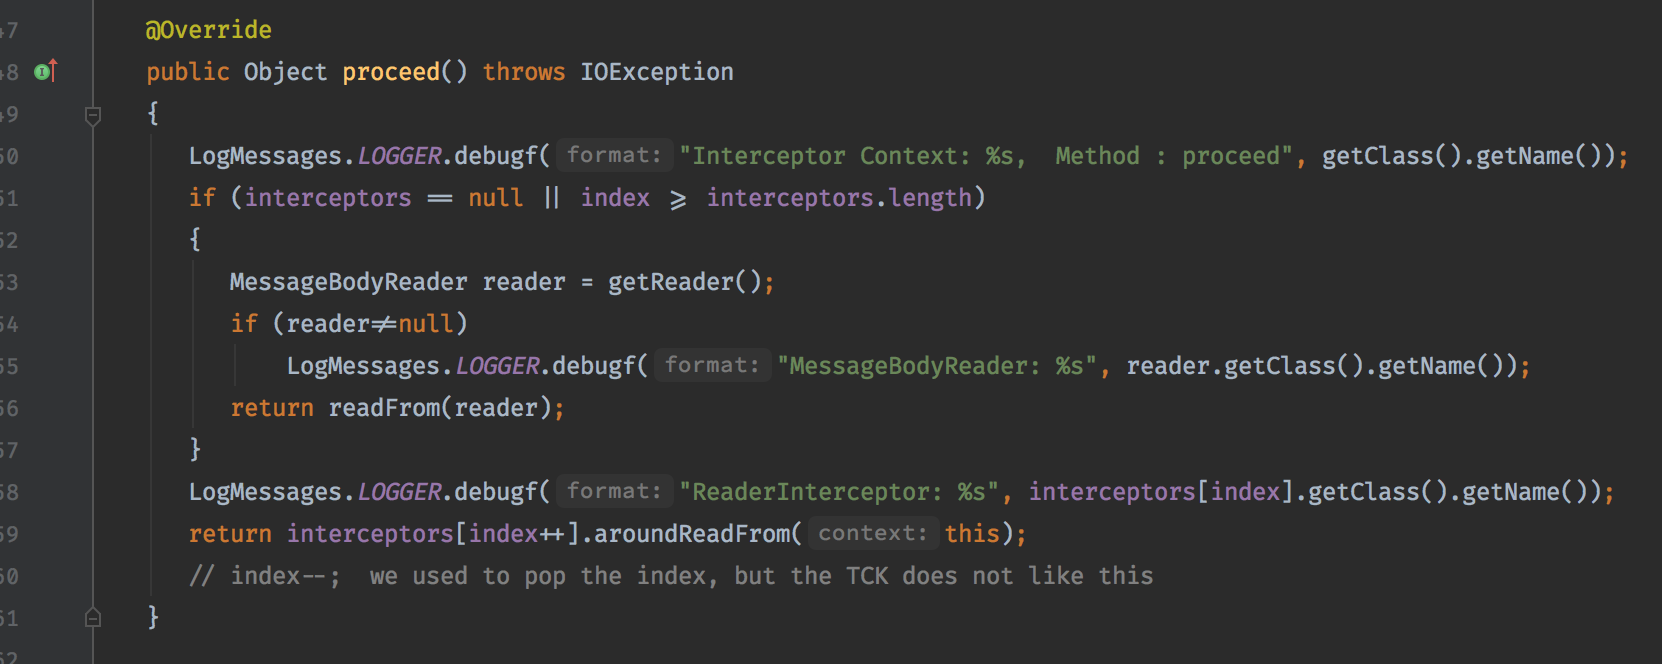 47 @Override
48 public Object proceed() throws IOException
49 {
50 LogMessages.LOGGER.debugf( format: "Interceptor Context: %s,  Method : proceed", getClass().getName());
51 if (interceptors == null || index >= interceptors.length)
52 {
53 MessageBodyReader reader = getReader();
54 if (reader!=null)
55 LogMessages.LOGGER.debugf( format: "MessageBodyReader: %s", reader.getClass().getName());
56 return readFrom(reader);
57 }
58 LogMessages.LOGGER.debugf( format: "ReaderInterceptor: %s", interceptors[index].getClass().getName());
59 return interceptors[index++].aroundReadFrom( context: this);
60 // index--;  we used to pop the index, but the TCK does not like this
61 }
62